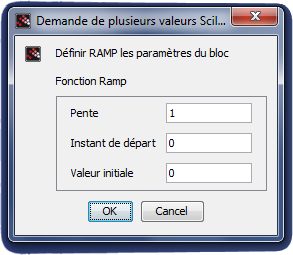 Demande de plusieurs valeurs Scil...
Définir RAMP les paramètres du bloc
Fonction Ramp
Pente 1
Instant de départ 0
Valeur initiale 0
OK Cancel